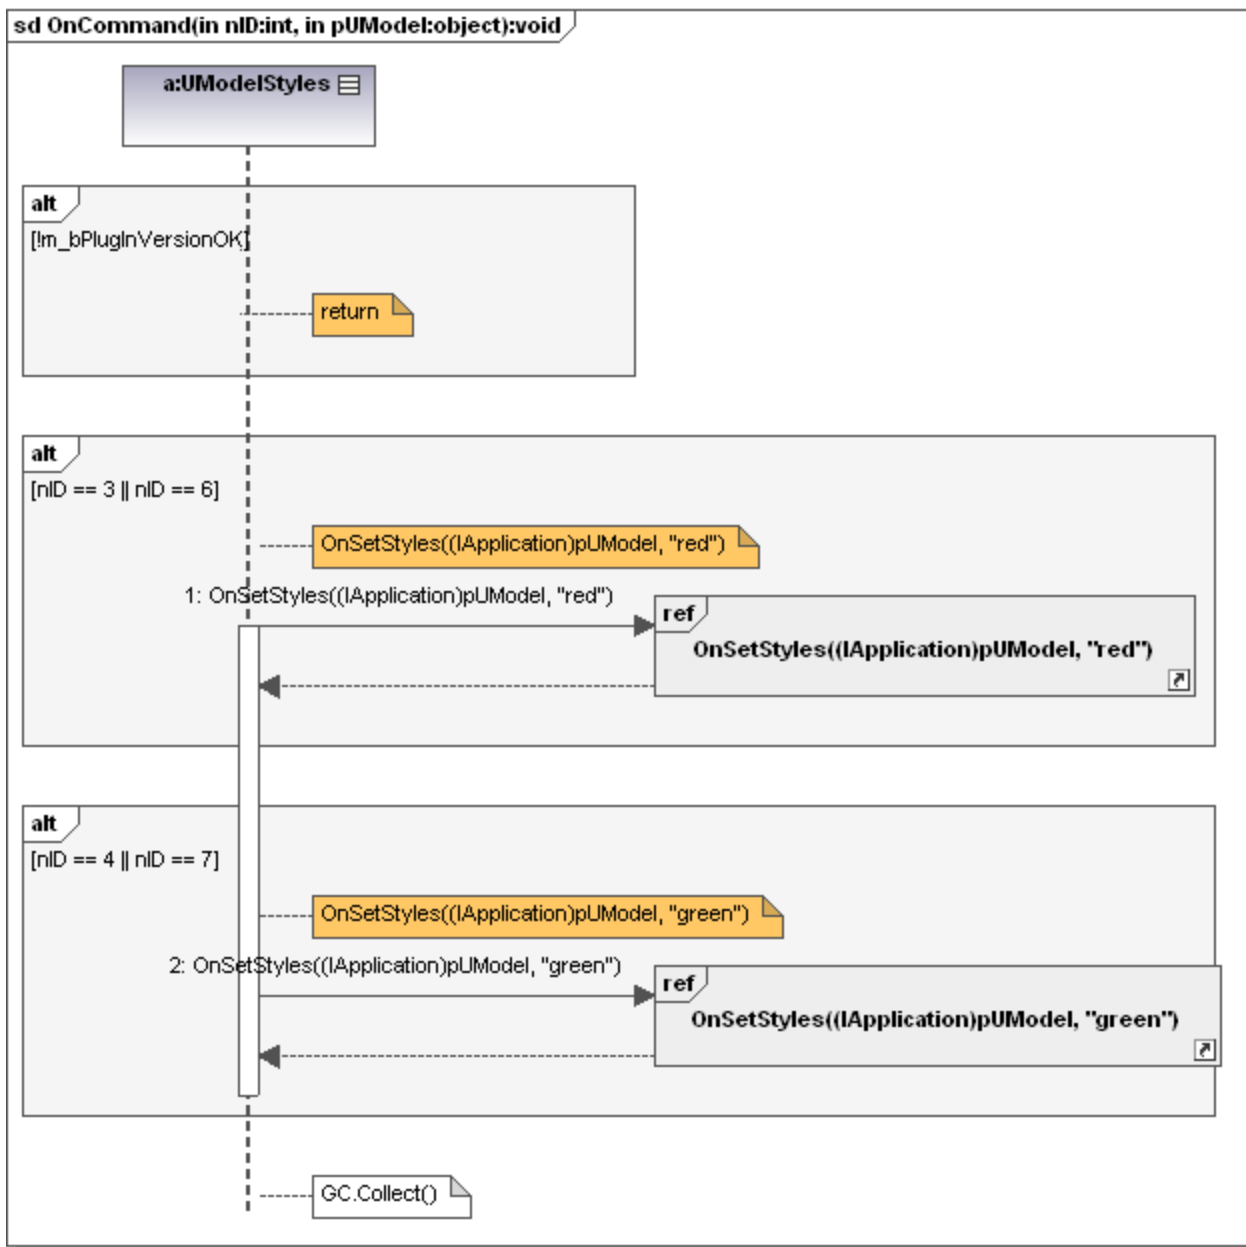 sd OnCommand(in nID:int, in pUModel:object):void
a:UModelStyles
alt
[!m_bPlugInVersionOK]
return
alt
[nID == 3 || nID == 6]
OnSetStyles((IApplication)pUModel, "red")
1: OnSetStyles((IApplication)pUModel, "red")
ref
OnSetStyles((IApplication)pUModel, "red")
alt
[nID == 4 || nID == 7]
OnSetStyles((IApplication)pUModel, "green")
2: OnSetStyles((IApplication)pUModel, "green")
ref
OnSetStyles((IApplication)pUModel, "green")
GC.Collect()